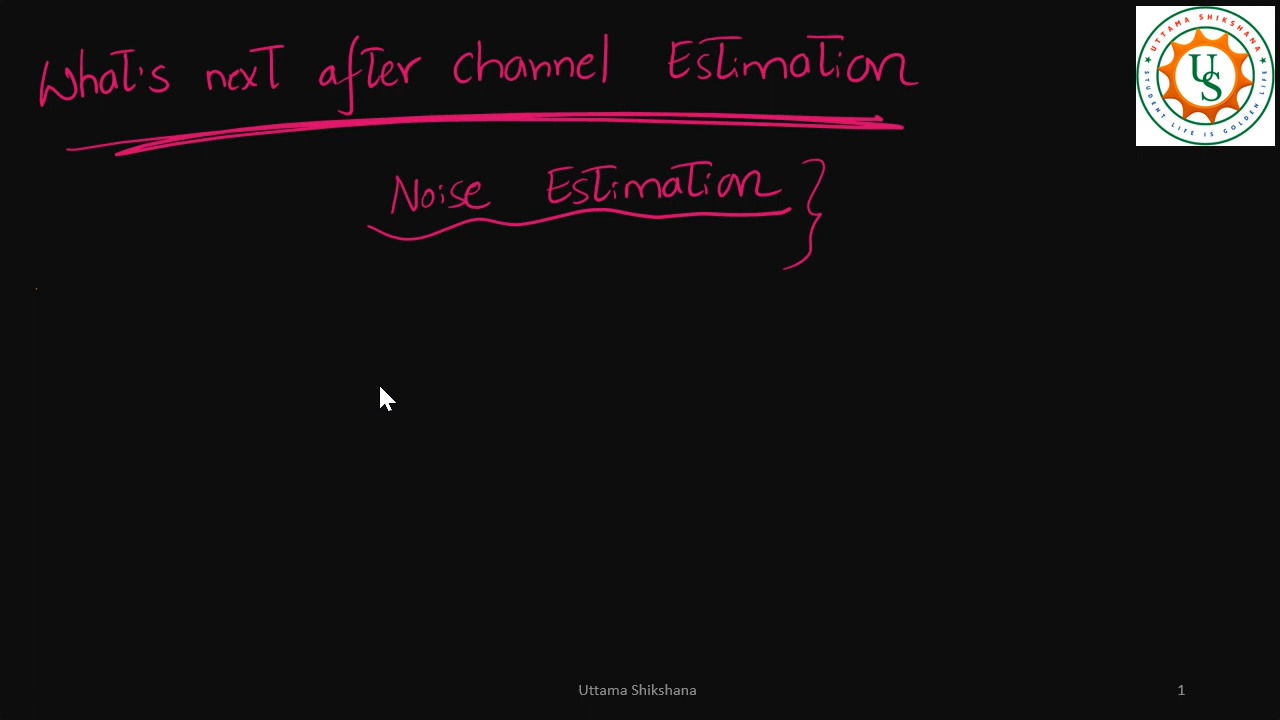 What's next after channel Estimation
UTTAMA SHIKSHANA
US
STUDENT LIFE IS GOLDEN LIFE
Noise Estimation }
Uttama Shikshana
1